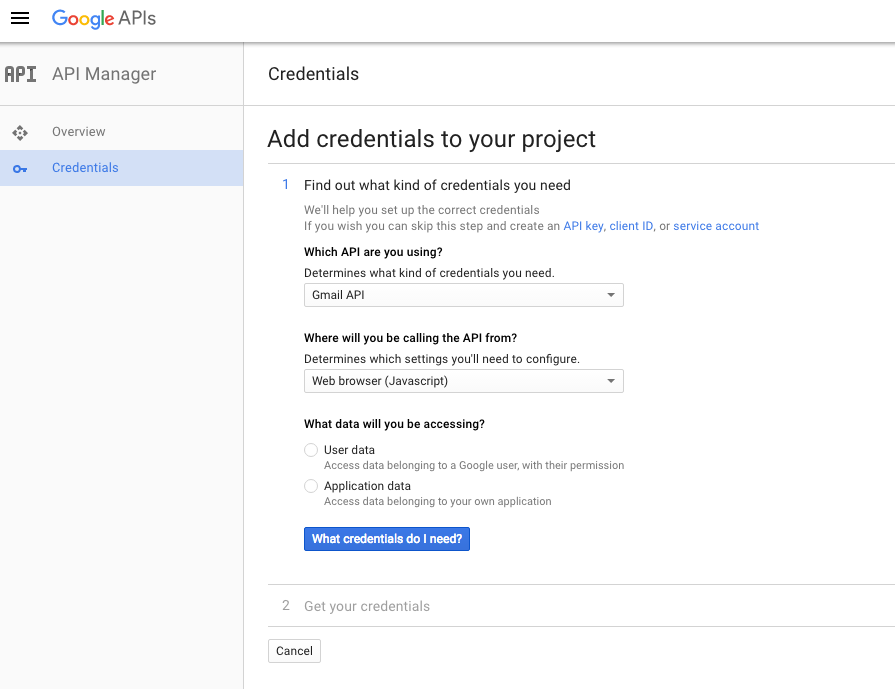 Google APIs
API API Manager
Credentials
Overview
Credentials
Add credentials to your project
1 Find out what kind of credentials you need
We'll help you set up the correct credentials
If you wish you can skip this step and create an API key, client ID, or service account
Which API are you using?
Determines what kind of credentials you need.
Gmail API
Where will you be calling the API from?
Determines which settings you'll need to configure.
Web browser (Javascript)
What data will you be accessing?
User data
Access data belonging to a Google user, with their permission
Application data
Access data belonging to your own application
What credentials do I need?
2 Get your credentials
Cancel